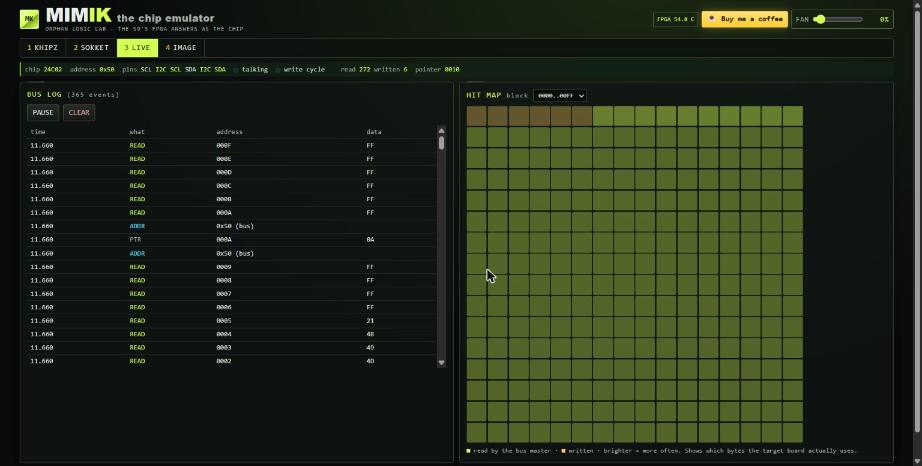 MK MIMIK the chip emulator
ORPHAN LOGIC LAB · THE S9'S FPGA ANSWERS AS THE CHIP
FPGA 54.0 C
Buy me a coffee
FAN 0%
1 KHIPZ 2 SOKKET 3 LIVE 4 IMAGE
chip 24C02 address 0x50 pins SCL I2C SCL SDA I2C SDA talking write cycle read 272 written 6 pointer 0010
BUS LOG (365 events)
PAUSE CLEAR
time what address data
11.660 READ 000F FF
11.660 READ 000E FF
11.660 READ 000D FF
11.660 READ 000C FF
11.660 READ 000B FF
11.660 READ 000A FF
11.660 ADDR 0x50 (bus)
11.660 PTR 000A 0A
11.660 ADDR 0x50 (bus)
11.660 READ 0009 FF
11.660 READ 0008 FF
11.660 READ 0007 FF
11.660 READ 0006 FF
11.660 READ 0005 21
11.660 READ 0004 4B
11.660 READ 0003 49
11.660 READ 0002 4D
HIT MAP block 0000..00FF
read by the bus master · written · brighter = more often. Shows which bytes the target board actually uses.